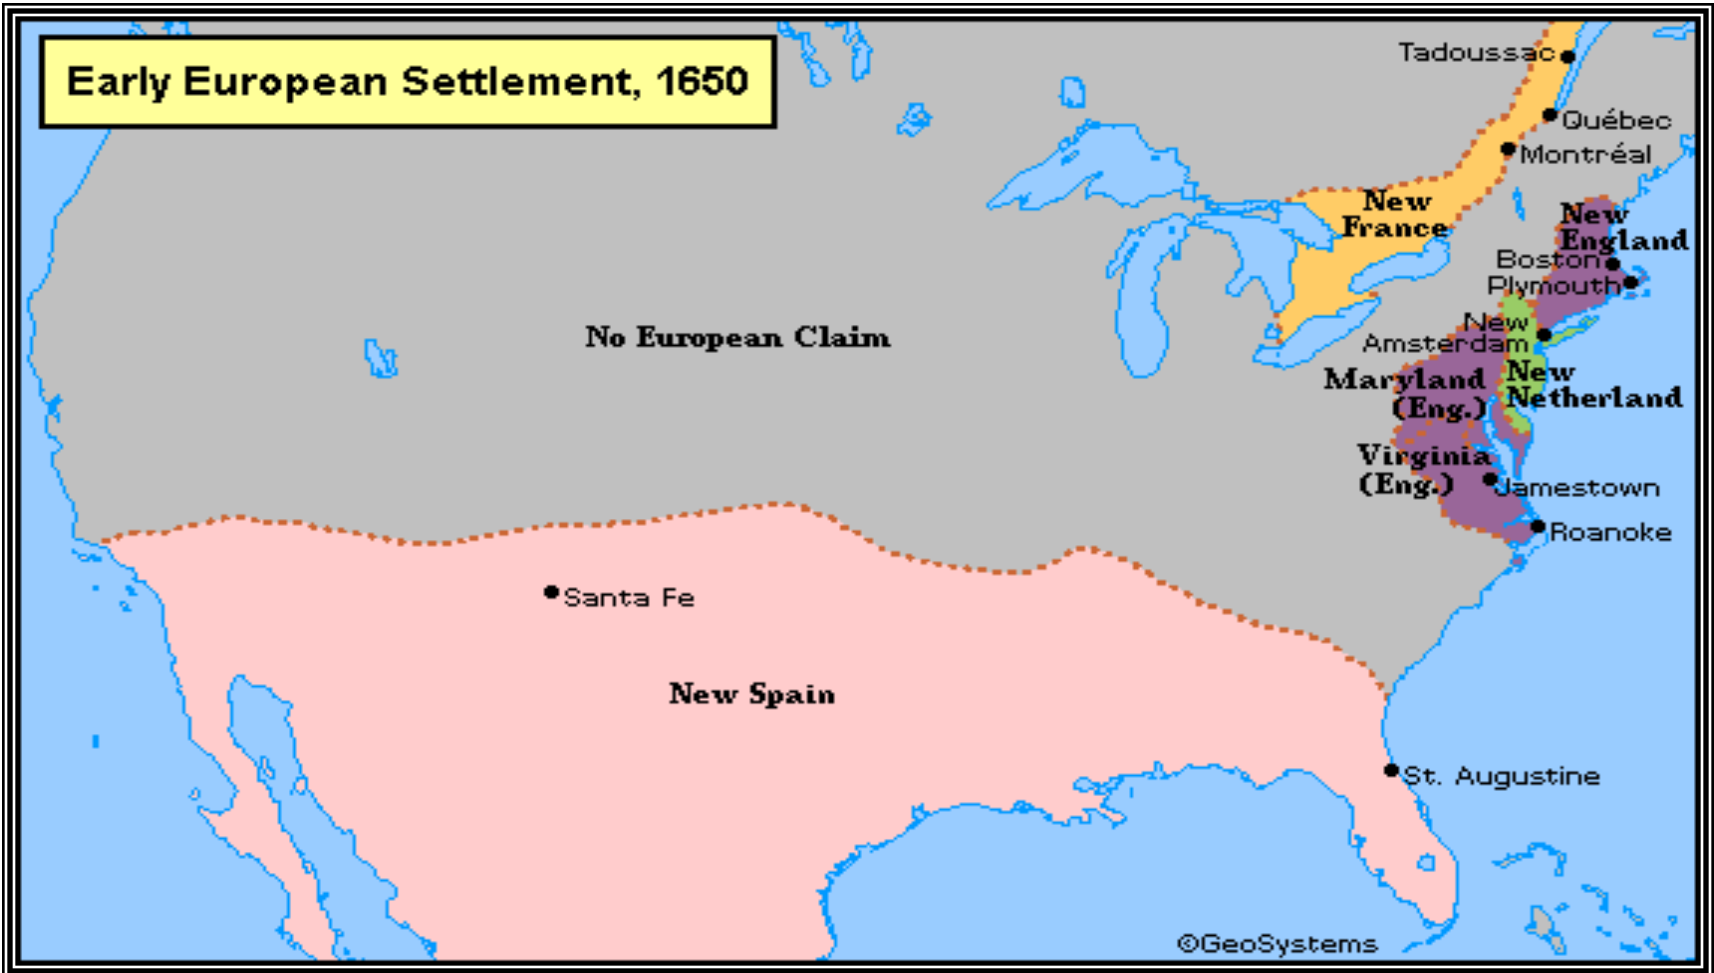 Early European Settlement, 1650
Tadoussac
Québec
Montréal
New
France
New
England
Boston
Plymouth
New
Amsterdam
No European Claim
Maryland
(Eng.)
New
Netherland
Virginia
(Eng.)
Jamestown
Roanoke
Santa Fe
New Spain
St. Augustine
©GeoSystems